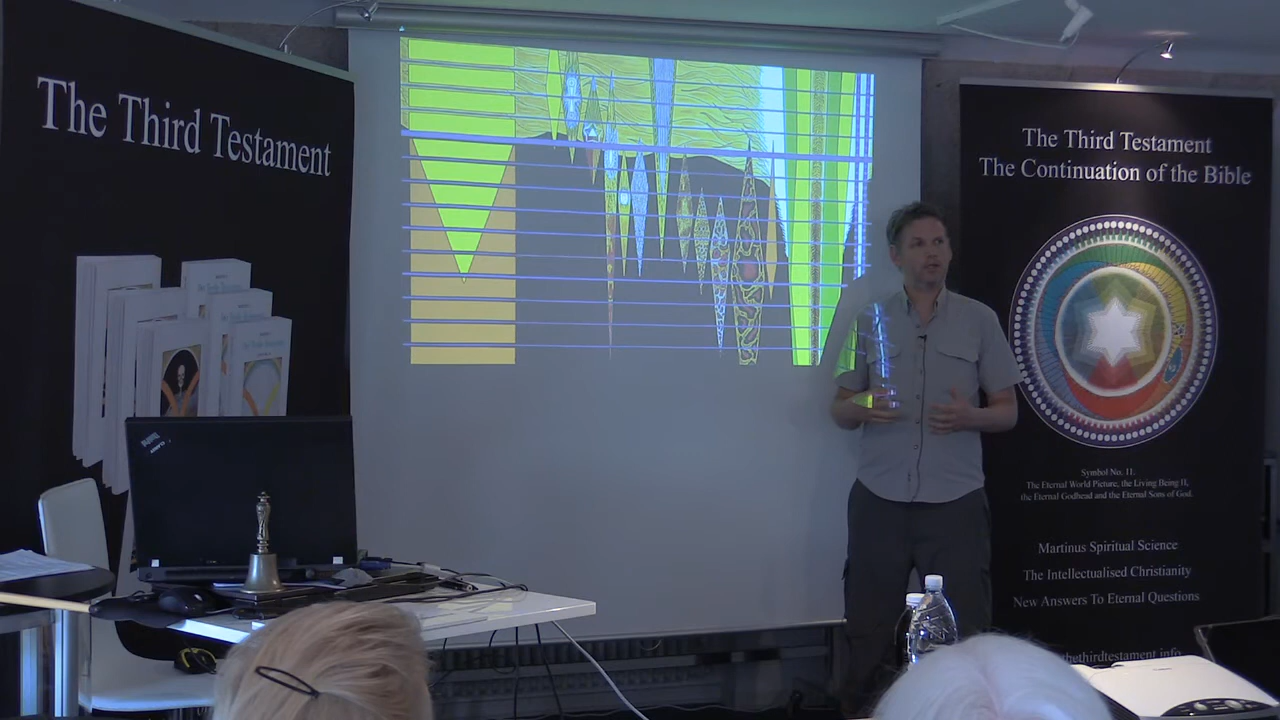 The Third Testament
The Third Testament
The Continuation of the Bible
Symbol No. 11.
The Eternal World Picture, the Living Being II,
the Eternal Godhead and the Eternal Sons of God.
Martinus Spiritual Science
The Intellectualised Christianity
New Answers To Eternal Questions
thethirdtestament.info